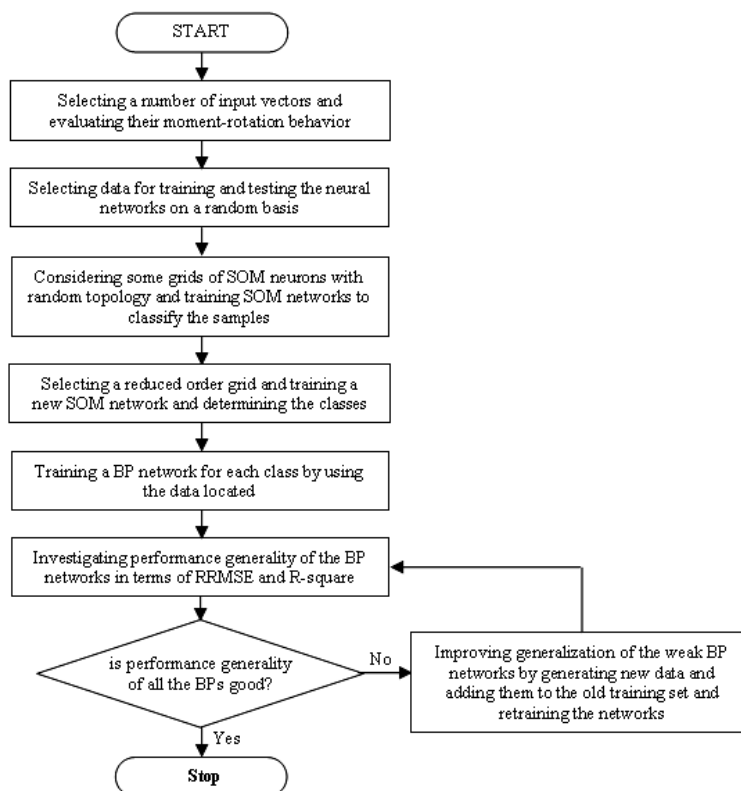 START
Selecting a number of input vectors and
evaluating their moment-rotation behavior
Selecting data for training and testing the neural
networks on a random basis
Considering some grids of SOM neurons with
random topology and training SOM networks to
classify the samples
Selecting a reduced order grid and training a
new SOM network and determining the classes
Training a BP network for each class by using
the data located
Investigating performance generality of the BP
networks in terms of RRMSE and R-square
is performance generality
of all the BPs good?
No
Improving generalization of the weak BP
networks by generating new data and
adding them to the old training set and
retraining the networks
Yes
Stop